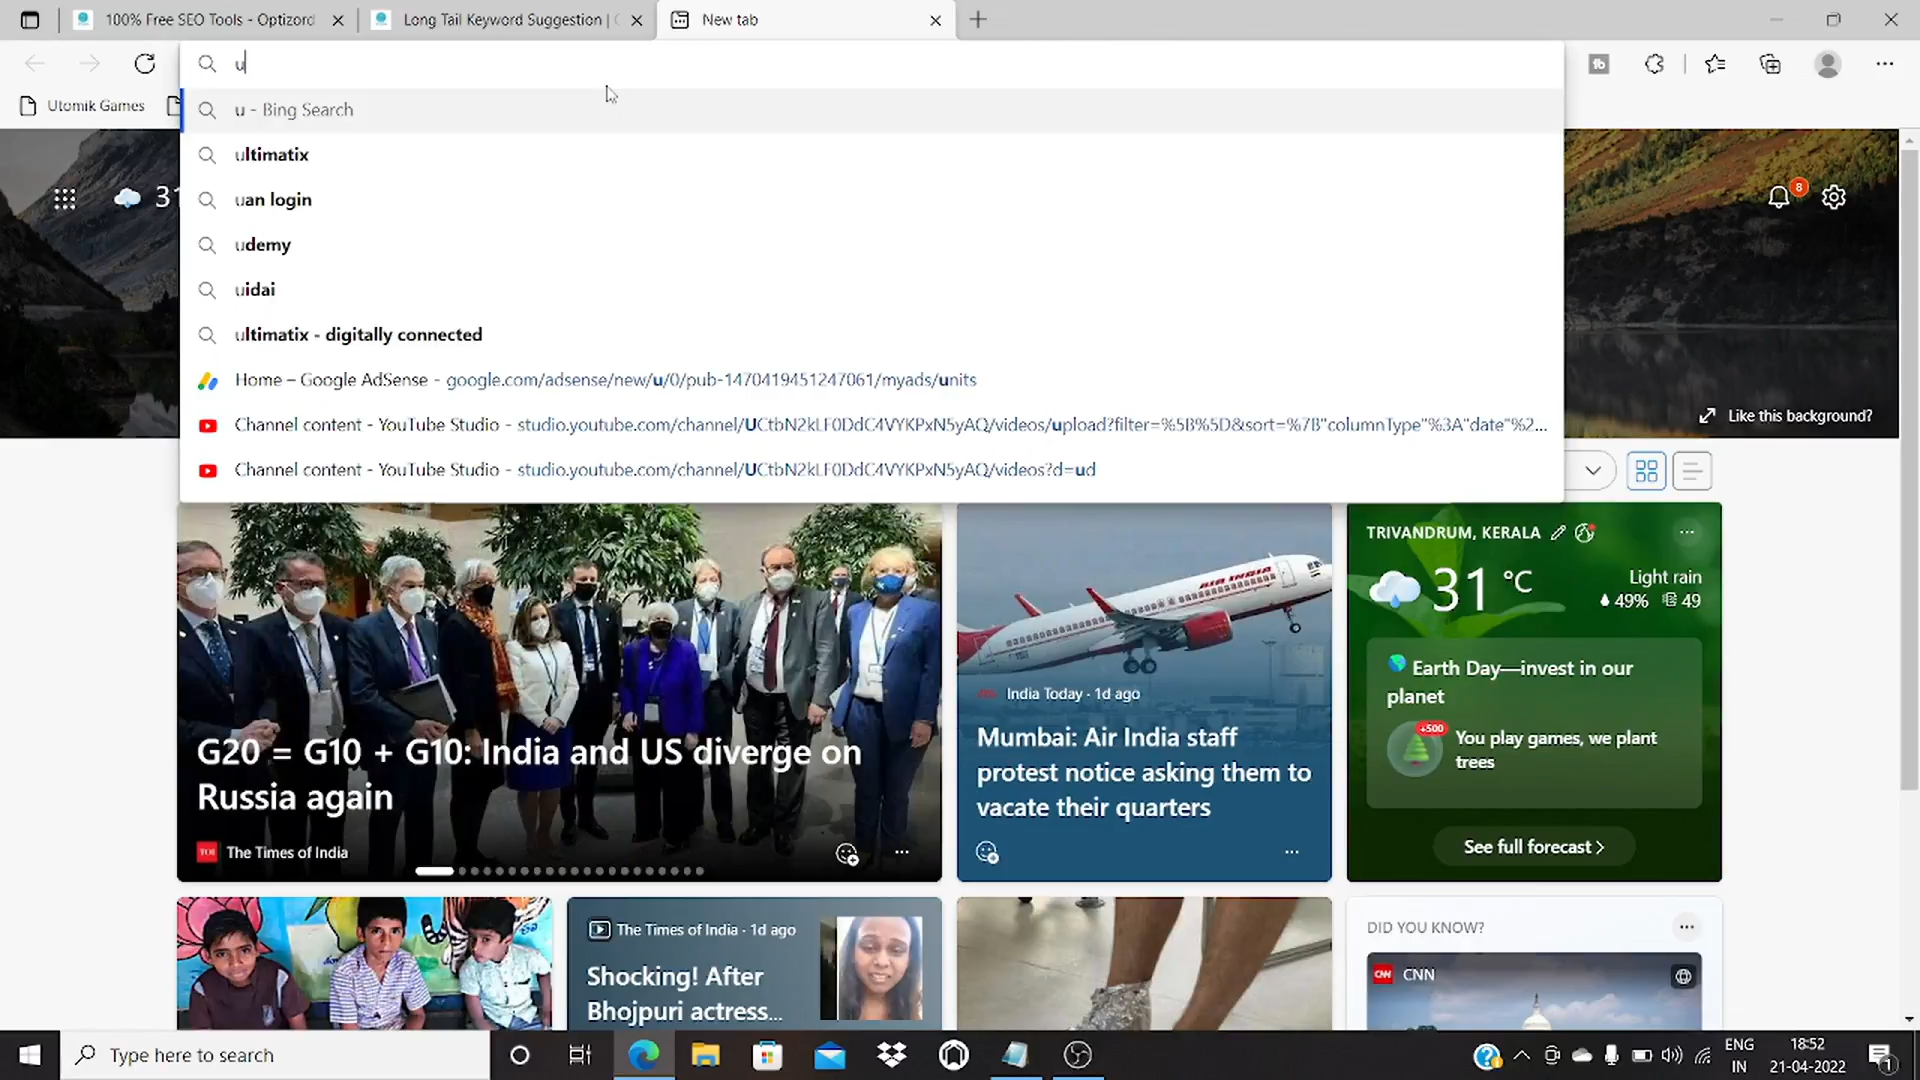 100% Free SEO Tools - Optizord
Long Tail Keyword Suggestion |
New tab
u
Utomik Games
u - Bing Search
ultimatix
uan login
udemy
uidai
ultimatix - digitally connected
Home – Google AdSense - google.com/adsense/new/u/0/pub-1470419451247061/myads/units
Channel content - YouTube Studio - studio.youtube.com/channel/UCtbN2kLF0DdC4VYKPxN5yAQ/videos/upload?filter=%5B%5D&sort=%7B"columnType"%3A"date"%2...
Channel content - YouTube Studio - studio.youtube.com/channel/UCtbN2kLF0DdC4VYKPxN5yAQ/videos?d=ud
31
8
Like this background?
G20 = G10 + G10: India and US diverge on
Russia again
TOI The Times of India
AIR INDIA
India Today · 1d ago
Mumbai: Air India staff
protest notice asking them to
vacate their quarters
TRIVANDRUM, KERALA
31 °C
Light rain
49% 49
Earth Day—invest in our
planet
+500
You play games, we plant
trees
See full forecast
The Times of India · 1d ago
Shocking! After
Bhojpuri actress...
DID YOU KNOW?
CNN CNN
Type here to search
ENG
IN
18:52
21-04-2022
1